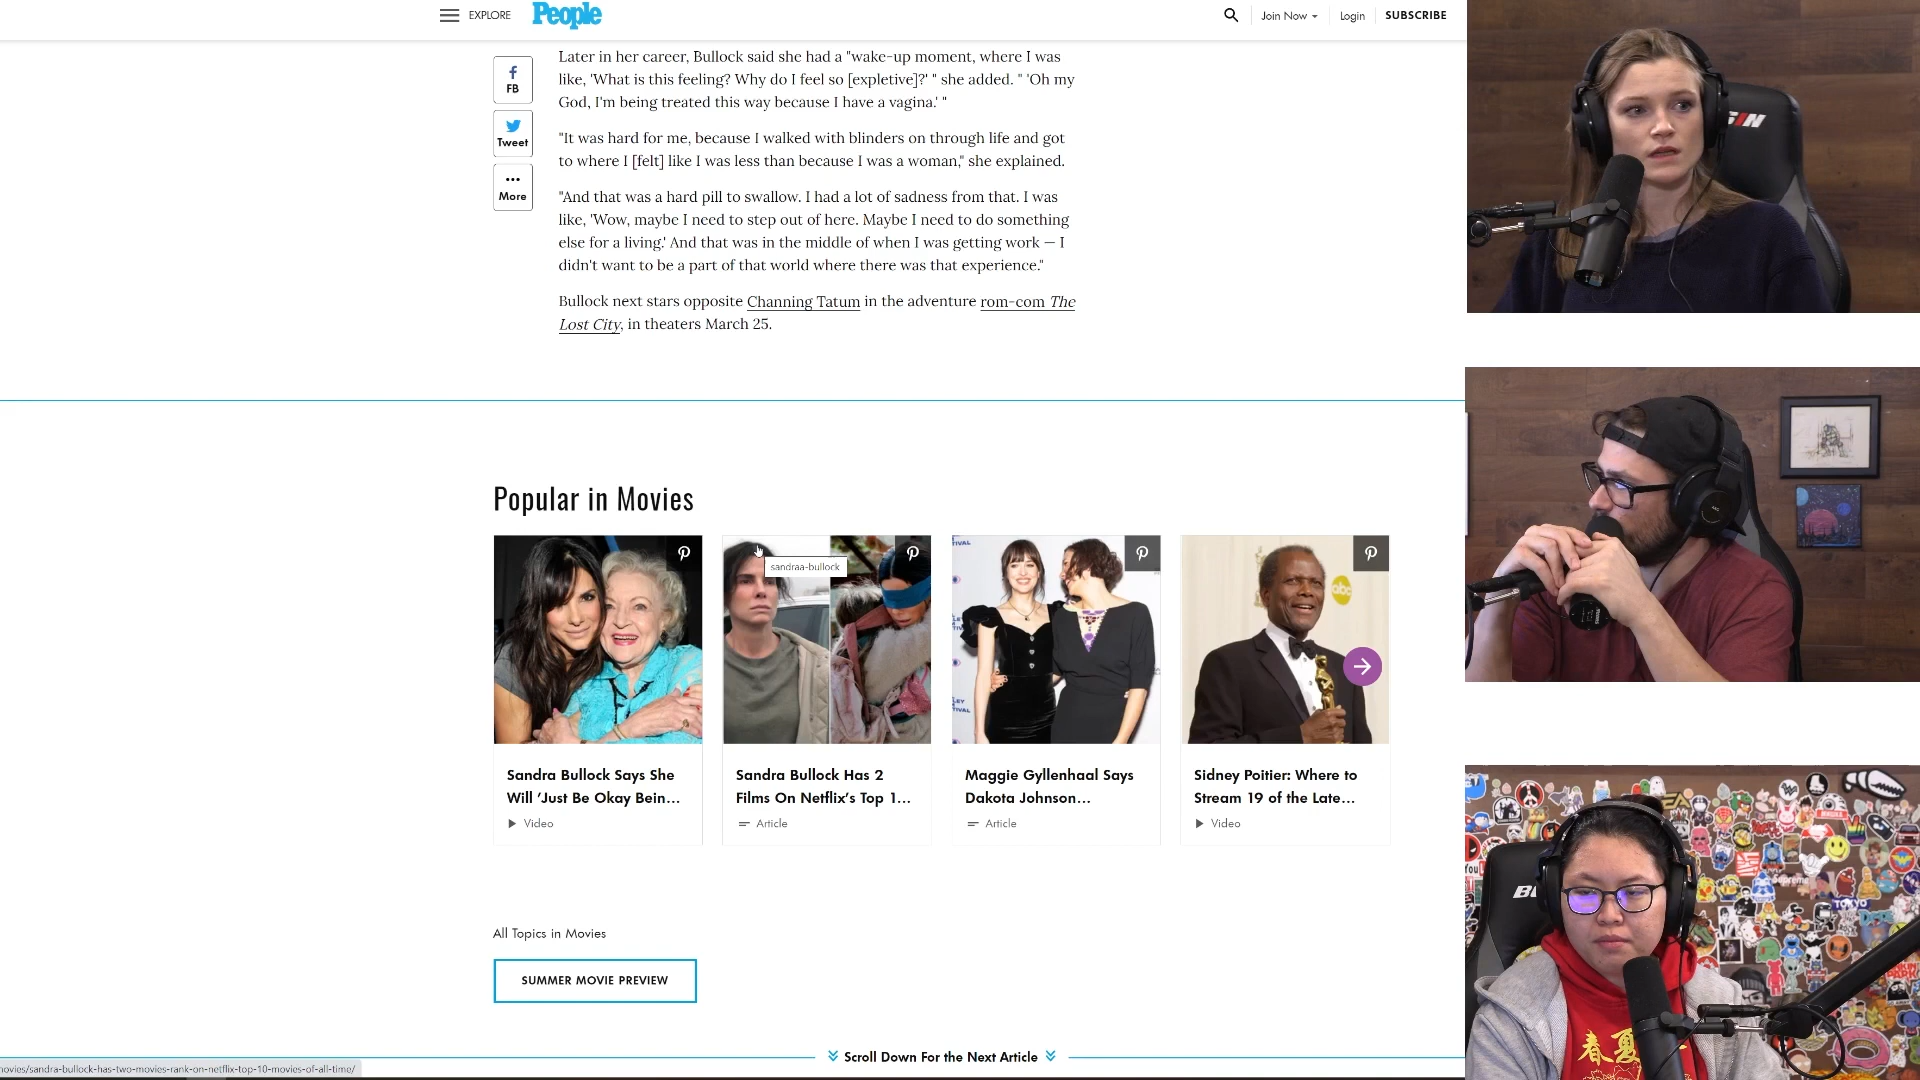 EXPLORE
People
Join Now
Login
SUBSCRIBE
FB
Tweet
More
Later in her career, Bullock said she had a "wake-up moment, where I was
like, 'What is this feeling? Why do I feel so [expletive]?' " she added. " 'Oh my
God, I'm being treated this way because I have a vagina.' "
"It was hard for me, because I walked with blinders on through life and got
to where I [felt] like I was less than because I was a woman," she explained.
"And that was a hard pill to swallow. I had a lot of sadness from that. I was
like, 'Wow, maybe I need to step out of here. Maybe I need to do something
else for a living.' And that was in the middle of when I was getting work — I
didn't want to be a part of that world where there was that experience."
Bullock next stars opposite Channing Tatum in the adventure rom-com The
Lost City, in theaters March 25.
Popular in Movies
sandraa-bullock
abc
Sandra Bullock Says She
Will ‘Just Be Okay Bein...
Video
Sandra Bullock Has 2
Films On Netflix’s Top 1...
Article
Maggie Gyllenhaal Says
Dakota Johnson...
Article
Sidney Poitier: Where to
Stream 19 of the Late...
Video
All Topics in Movies
SUMMER MOVIE PREVIEW
Scroll Down For the Next Article
movies/sandra-bullock-has-two-movies-rank-on-netflix-top-10-movies-of-all-time/
Supreme
TOKYO
春夏